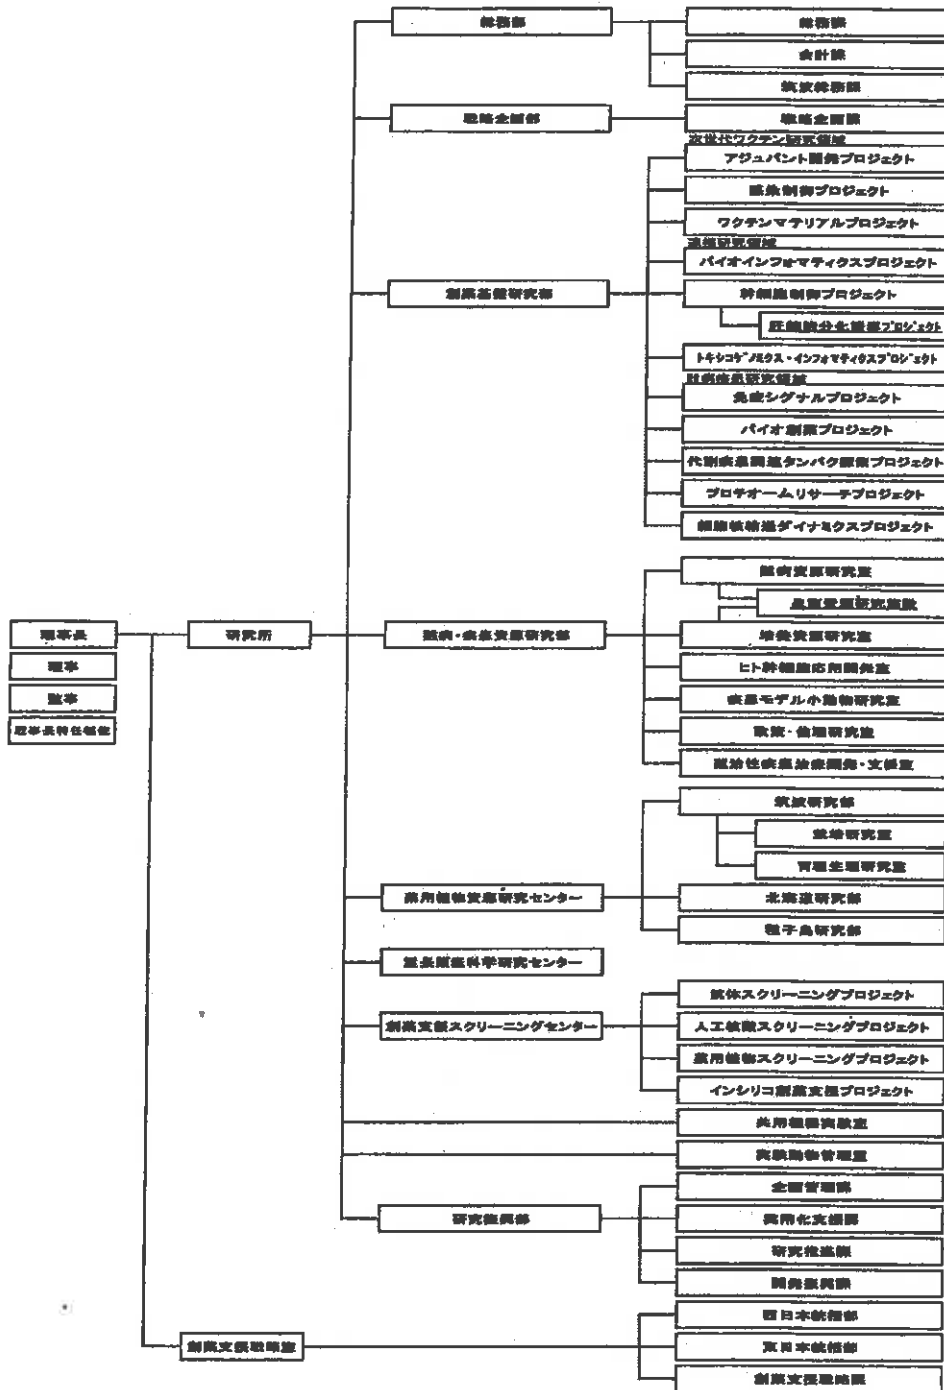 総務部
総務課
会計課
筑波総務課
戦略企画部
戦略企画課
次世代ワクチン研究領域
アジュバント開発プロジェクト
感染制御プロジェクト
ワクチンマテリアルプロジェクト
バイオインフォマティクスプロジェクト
創薬基盤研究部
幹細胞制御プロジェクト
肝細胞分化誘導プロジェクト
トキシコゲノミクス・インフォマティクスプロジェクト
難病疾患研究領域
免疫シグナルプロジェクト
バイオ創薬プロジェクト
代謝疾患関連タンパク探索プロジェクト
プロテオームリサーチプロジェクト
細胞核輸送ダイナミクスプロジェクト
難病資源研究室
理事長
研究所
難病・疾患資源研究部
培養資源研究室
理事
ヒト幹細胞応用開発室
監事
疾患モデル小動物研究室
理事長特任補佐
政策・倫理研究室
難治性疾患治療開発・支援室
筑波研究部
栽培研究室
育種生理研究室
薬用植物資源研究センター
北海道研究部
種子島研究部
霊長類医科学研究センター
抗体スクリーニングプロジェクト
創薬支援スクリーニングセンター
人工核酸スクリーニングプロジェクト
薬用植物スクリーニングプロジェクト
インシリコ創薬支援プロジェクト
共用機器実験室
実験動物管理室
企画管理課
研究振興部
実用化支援課
研究推進課
開発振興課
西日本統括部
創薬支援戦略室
東日本統括部
創薬支援戦略課